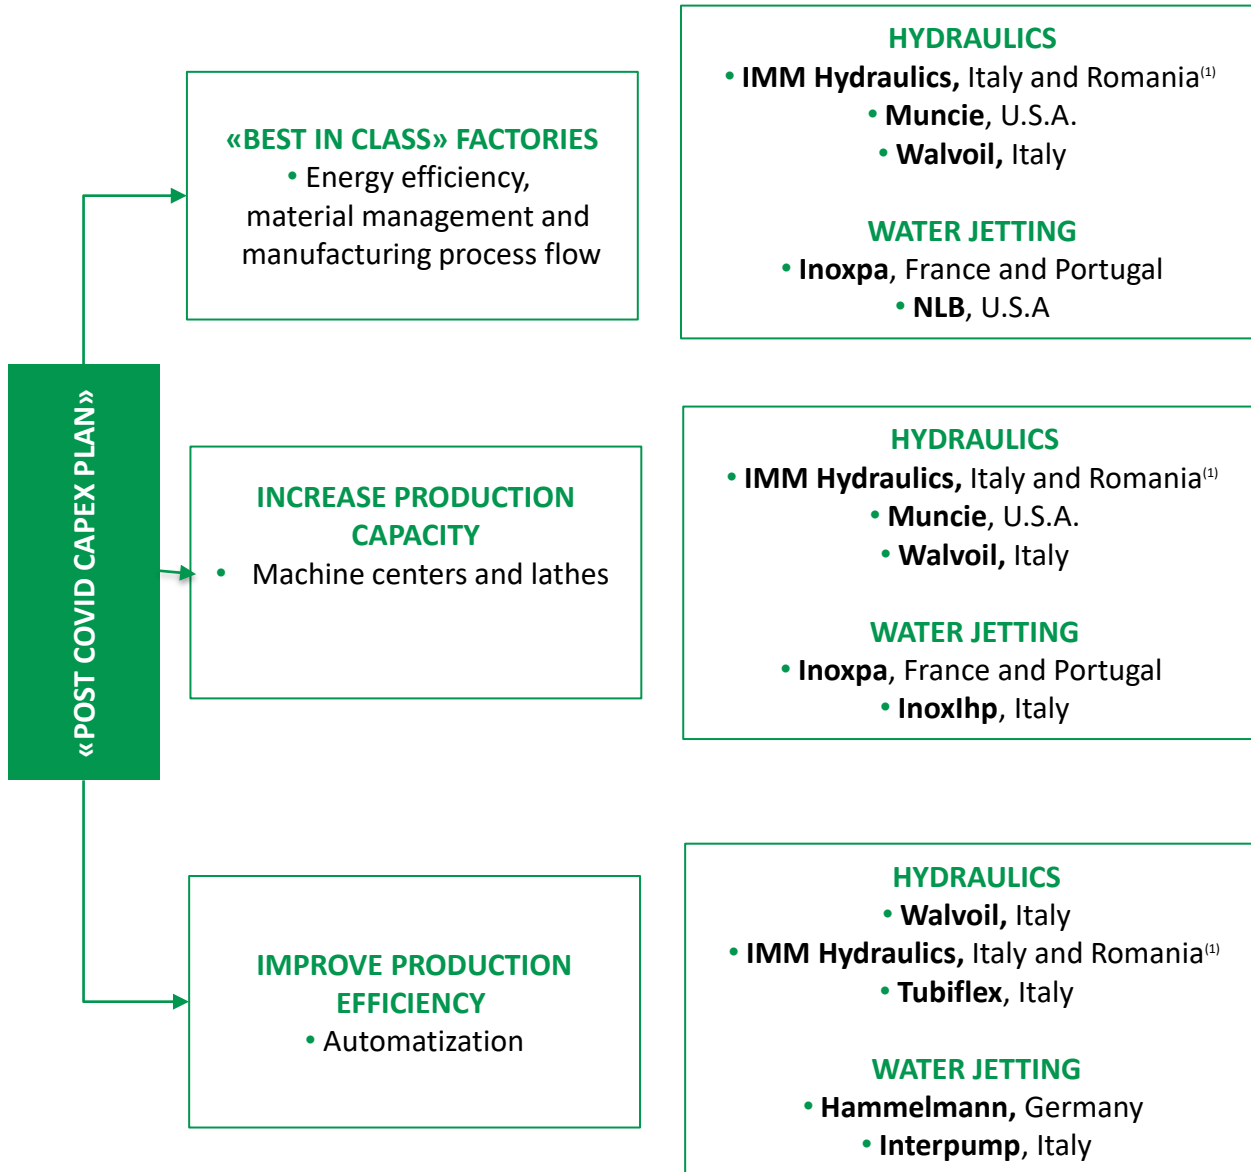 «POST COVID CAPEX PLAN»
«BEST IN CLASS» FACTORIES
• Energy efficiency,
material management and
manufacturing process flow
HYDRAULICS
• IMM Hydraulics, Italy and Romania(1)
• Muncie, U.S.A.
• Walvoil, Italy
WATER JETTING
• Inoxpa, France and Portugal
• NLB, U.S.A
INCREASE PRODUCTION
CAPACITY
• Machine centers and lathes
HYDRAULICS
• IMM Hydraulics, Italy and Romania(1)
• Muncie, U.S.A.
• Walvoil, Italy
WATER JETTING
• Inoxpa, France and Portugal
• InoxIhp, Italy
IMPROVE PRODUCTION
EFFICIENCY
• Automatization
HYDRAULICS
• Walvoil, Italy
• IMM Hydraulics, Italy and Romania(1)
• Tubiflex, Italy
WATER JETTING
• Hammelmann, Germany
• Interpump, Italy